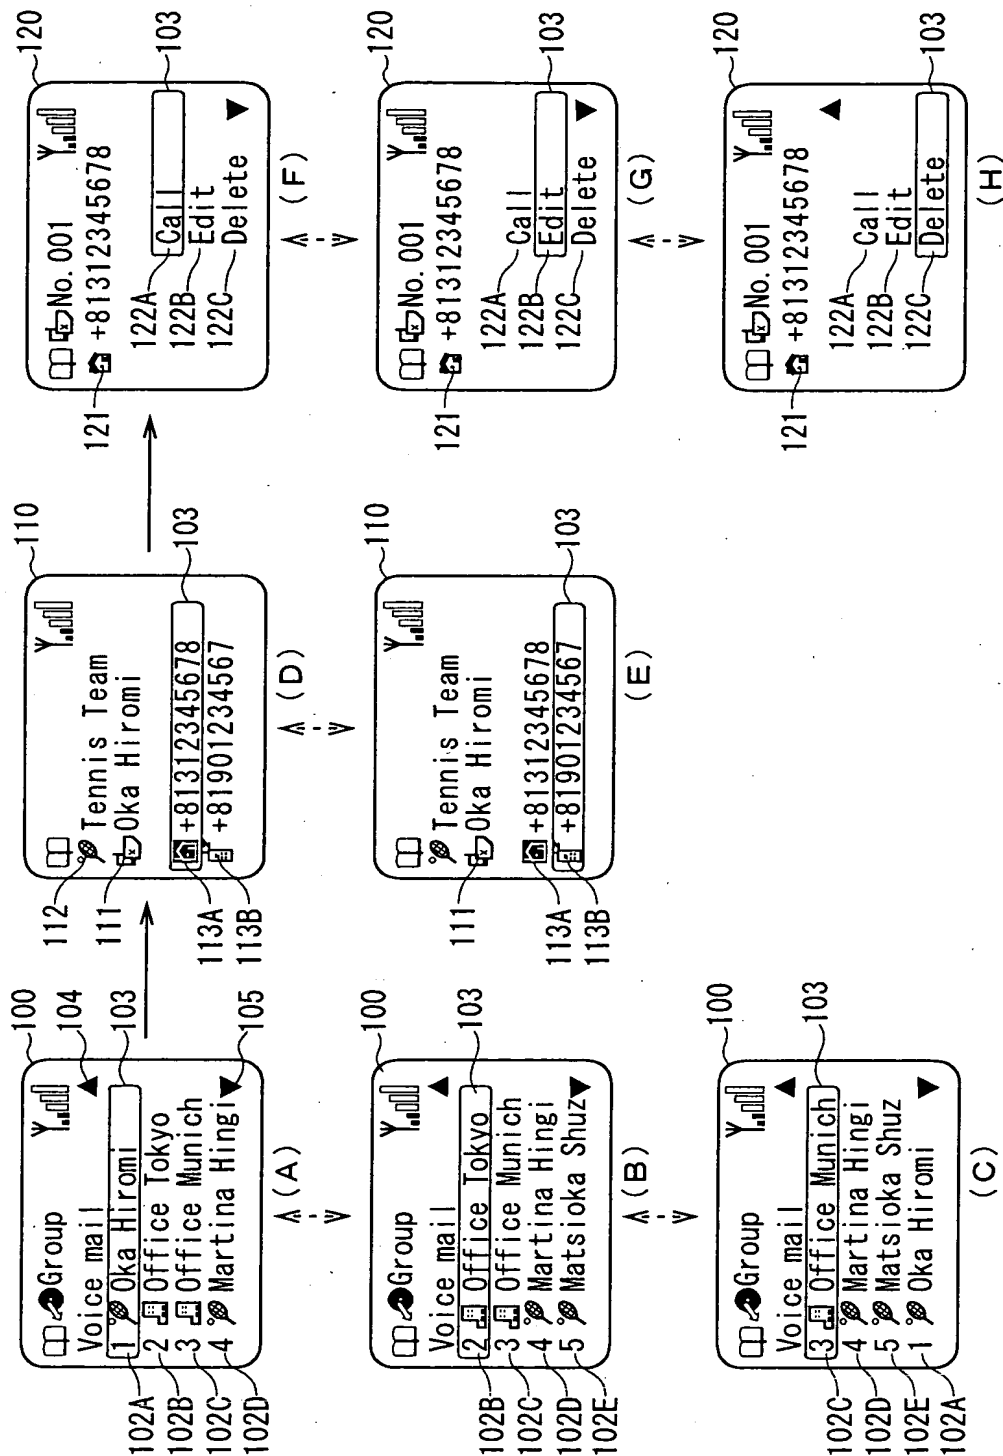 100
Group
Voice mail
104
102A 1 Oka Hiromi 103
102B 2 Office Tokyo
102C 3 Office Munich
102D 4 Martina Hingi 105
(A)
110
112 Tennis Team
111 Oka Hiromi
113A +81312345678 103
113B +81901234567
(D)
120
No. 001
121 +81312345678
122A Call 103
122B Edit
122C Delete
(F)
100
Group
Voice mail
102B 2 Office Tokyo 103
102C 3 Office Munich
102D 4 Martina Hingi
102E 5 Matsioka Shuz
(B)
110
Tennis Team
111 Oka Hiromi
113A +81312345678
113B +81901234567 103
(E)
120
No. 001
121 +81312345678
122A Call
122B Edit 103
122C Delete
(G)
100
Group
Voice mail
102C 3 Office Munich 103
102D 4 Martina Hingi
102E 5 Matsioka Shuz
102A 1 Oka Hiromi
(C)
120
No. 001
121 +81312345678
122A Call
122B Edit
122C Delete 103
(H)